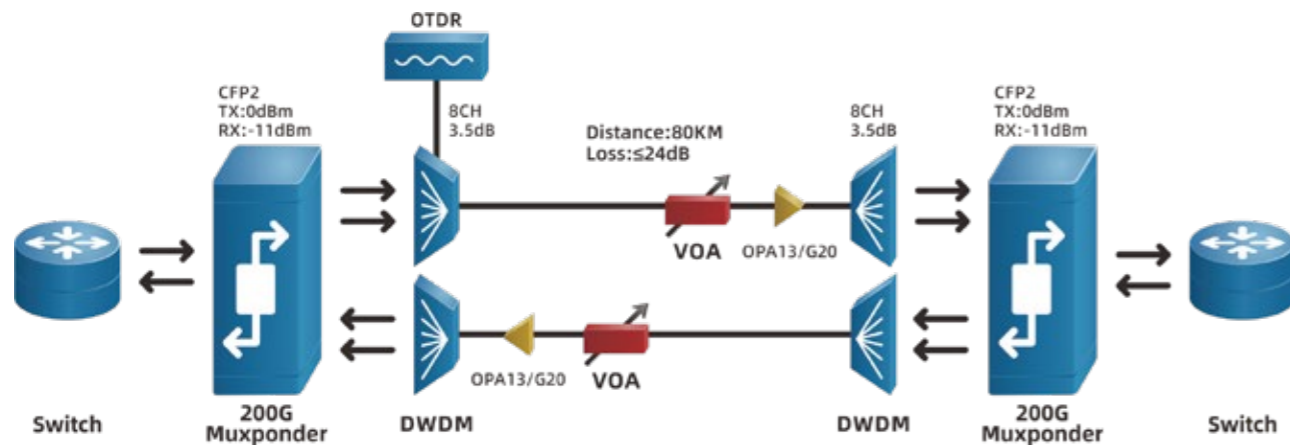 OTDR
CFP2
TX:0dBm
RX:-11dBm
8CH
3.5dB
Distance:80KM
Loss:≤24dB
8CH
3.5dB
CFP2
TX:0dBm
RX:-11dBm
VOA
OPA13/G20
OPA13/G20
VOA
Switch
200G
Muxponder
DWDM
DWDM
200G
Muxponder
Switch